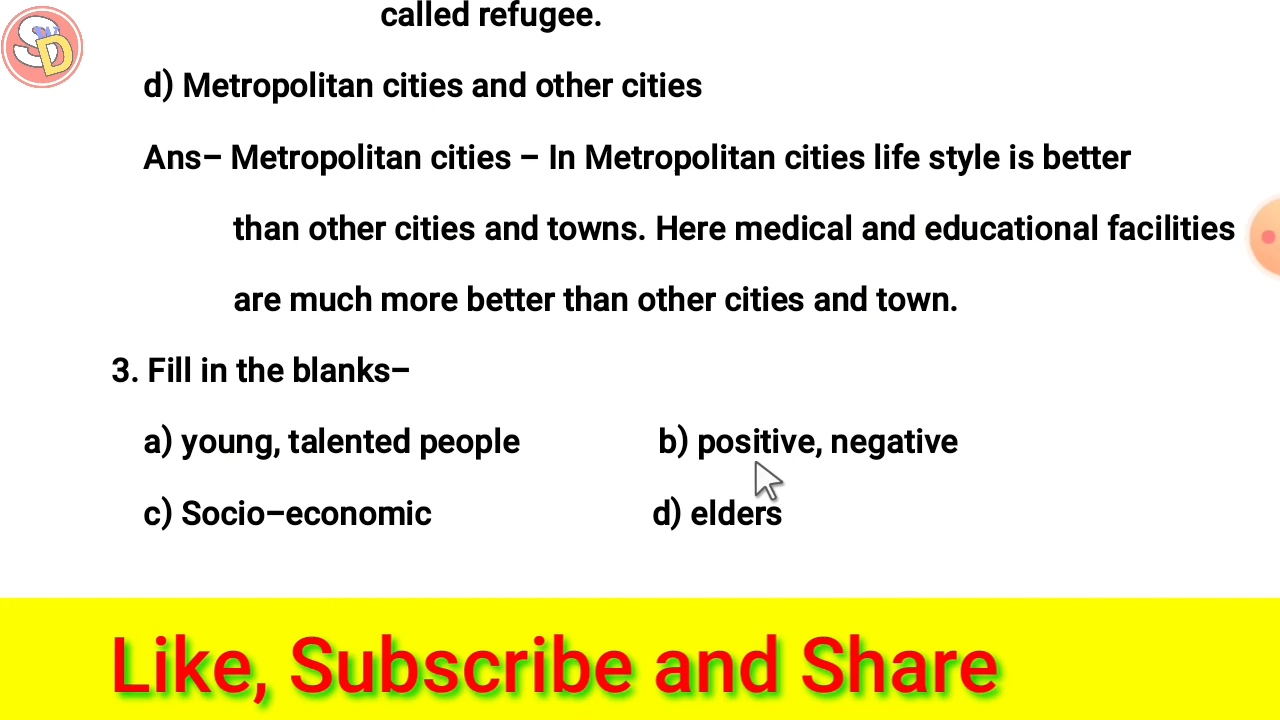 called refugee.
d) Metropolitan cities and other cities
Ans– Metropolitan cities – In Metropolitan cities life style is better
than other cities and towns. Here medical and educational facilities
are much more better than other cities and town.
3. Fill in the blanks–
a) young, talented people b) positive, negative
c) Socio–economic d) elders
Like, Subscribe and Share